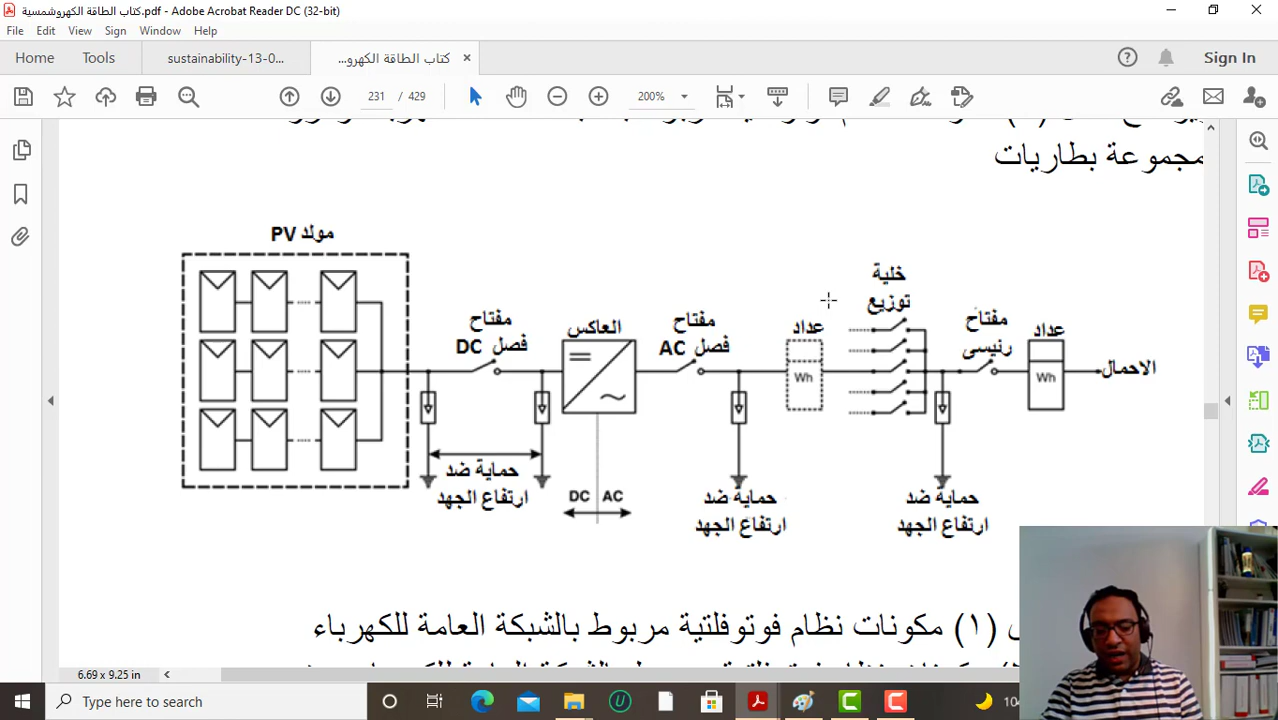 كتاب الطاقة الكهروشمسية.pdf - Adobe Acrobat Reader DC (32-bit)
File Edit View Sign Window Help
Home Tools sustainability-13-0... كتاب الطاقة الكهرو... Sign In
231 / 429 200%
مجموعة بطاريات
مولد PV
خلية
توزيع
مفتاح
فصل DC
العاكس
مفتاح
فصل AC
عداد
مفتاح
رئيسى
عداد
Wh
Wh
الاحمال
حماية ضد
ارتفاع الجهد
DC AC
حماية ضد
ارتفاع الجهد
حماية ضد
ارتفاع الجهد
(١) مكونات نظام فوتوفلتية مربوط بالشبكة العامة للكهرباء
6.69 x 9.25 in
Type here to search